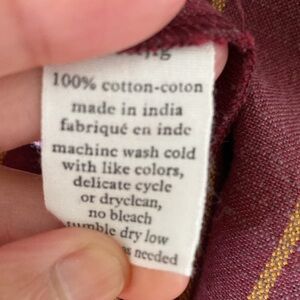 100% cotton-coton
made in india
fabriqué en inde
machine wash cold
with like colors,
delicate cycle
or dryclean,
no bleach
tumble dry low
needed